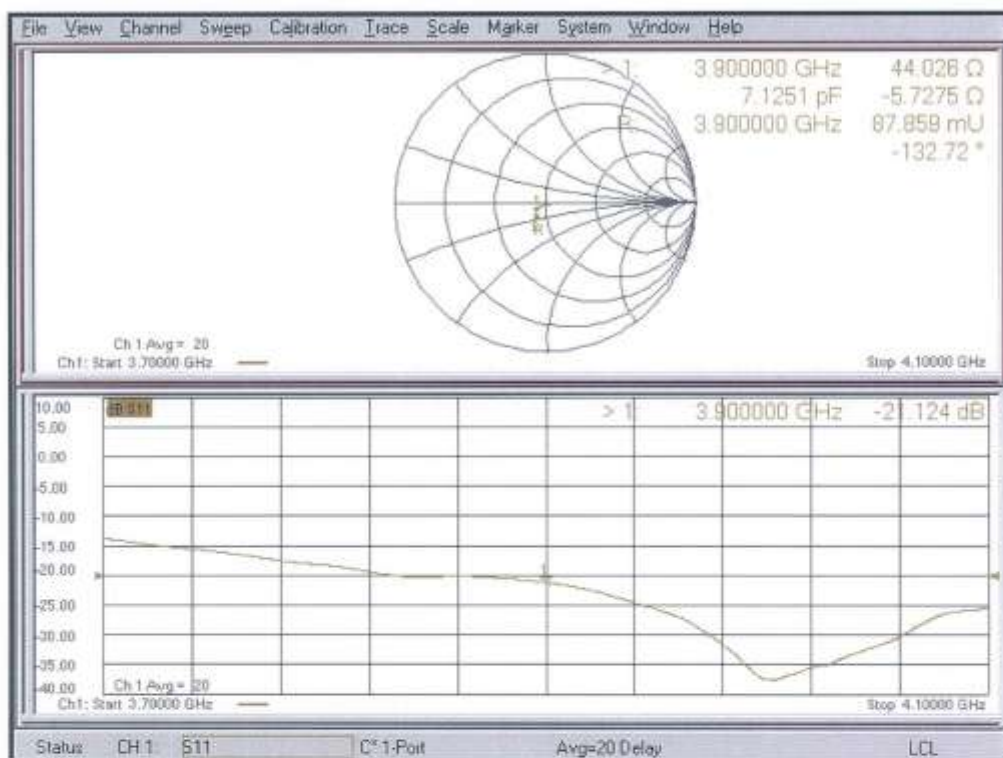 File View Channel Sweep Calibration Trace Scale Marker System Window Help
> 1: 3.900000 GHz 44.026 Ω
7.1251 pF -5.7275 Ω
3.900000 GHz 87.859 mU
-132.72 °
Ch 1 Avg = 20
Ch1: Start 3.70000 GHz
Stop 4.10000 GHz
10.00
dB S11
> 1: 3.900000 GHz -21.124 dB
5.00
0.00
-5.00
-10.00
-15.00
-20.00
1
-25.00
-30.00
-35.00
-40.00
Ch 1 Avg = 20
Ch1: Start 3.70000 GHz
Stop 4.10000 GHz
Status CH 1: S11 C* 1-Port Avg=20 Delay LCL